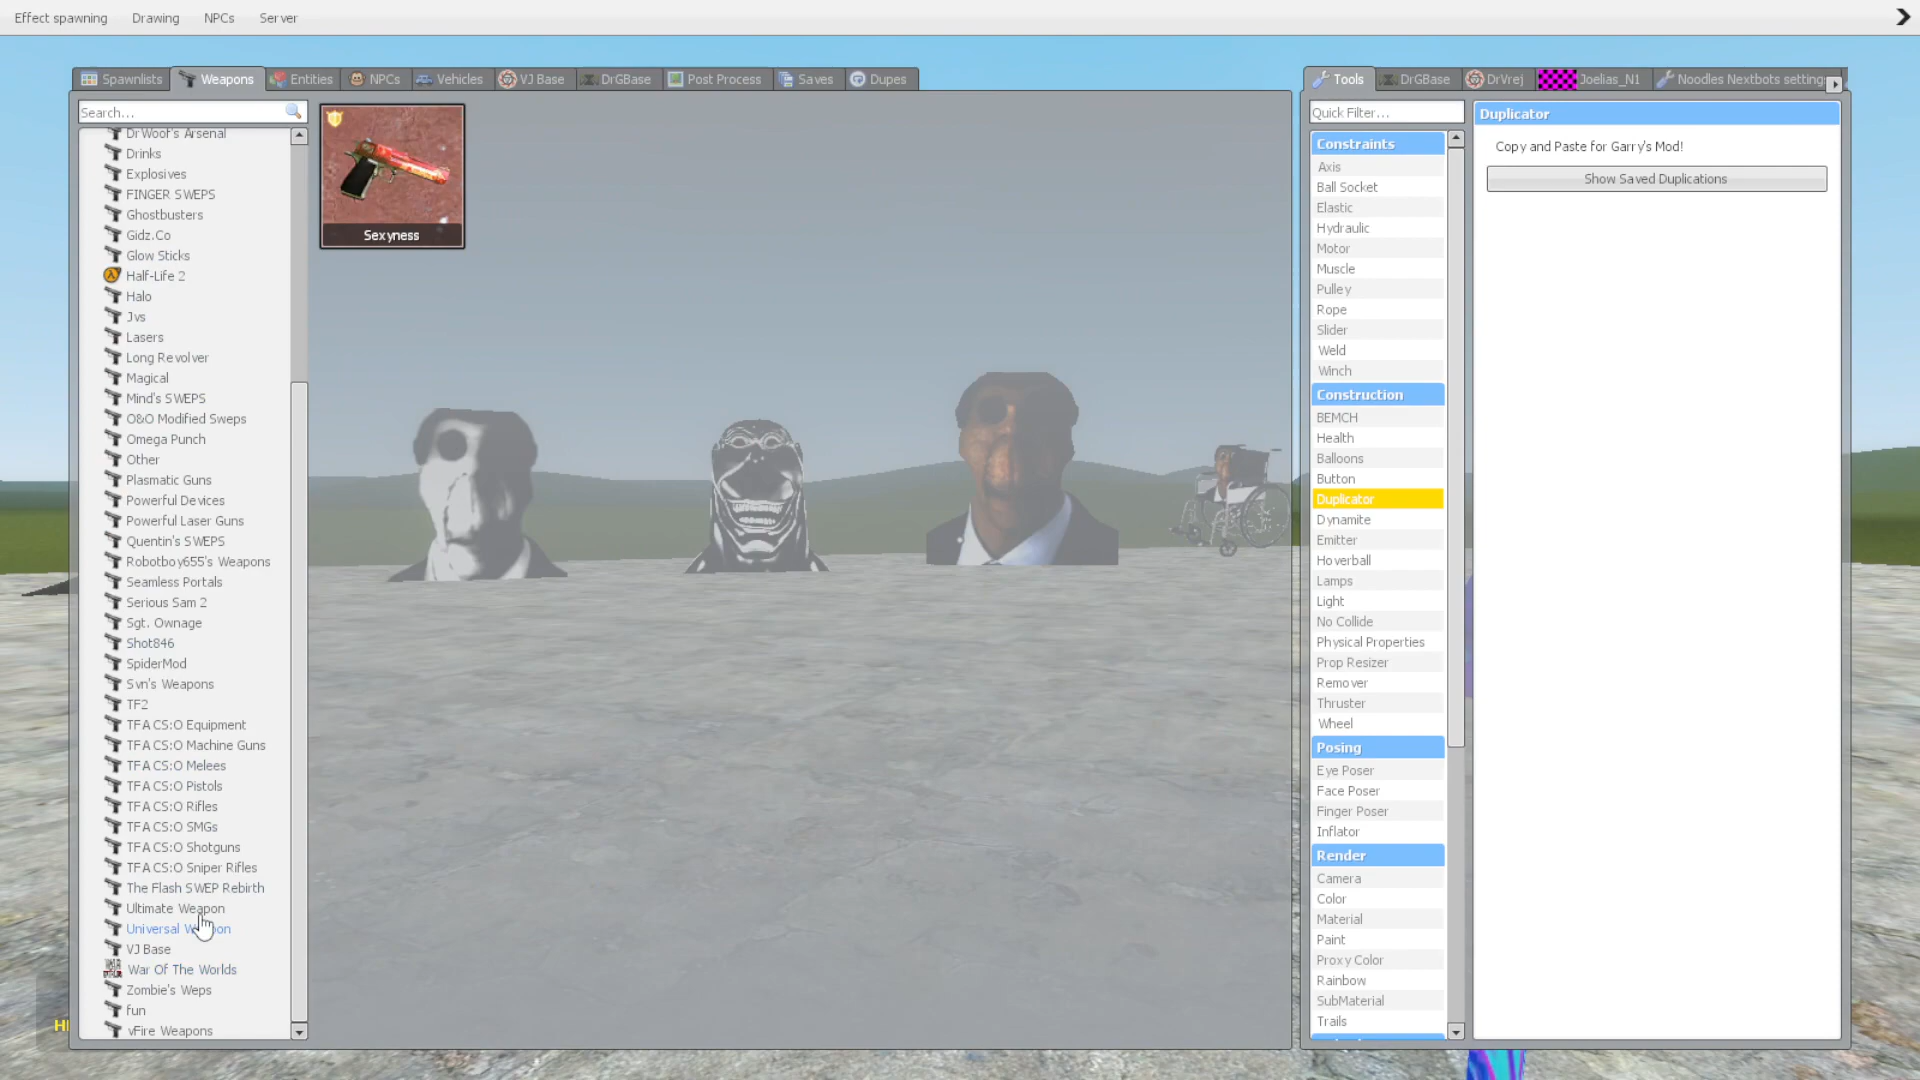 Effect spawning Drawing NPCs Server
Spawnlists Weapons Entities NPCs Vehicles VJ Base DrGBase Post Process Saves Dupes
Search...
DrWoof's Arsenal
Drinks
Explosives
FINGER SWEPS
Ghostbusters
Gidz.Co
Glow Sticks
Half-Life 2
Halo
Jvs
Lasers
Long Revolver
Magical
Mind's SWEPS
O&O Modified Sweps
Omega Punch
Other
Plasmatic Guns
Powerful Devices
Powerful Laser Guns
Quentin's SWEPS
Robotboy655's Weapons
Seamless Portals
Serious Sam 2
Sgt. Ownage
Shot846
SpiderMod
Svn's Weapons
TF2
TFA CS:O Equipment
TFA CS:O Machine Guns
TFA CS:O Melees
TFA CS:O Pistols
TFA CS:O Rifles
TFA CS:O SMGs
TFA CS:O Shotguns
TFA CS:O Sniper Rifles
The Flash SWEP Rebirth
Ultimate Weapon
Universal Weapon
VJ Base
War Of The Worlds
Zombie's Weps
fun
vFire Weapons
Sexyness
Tools DrGBase DrVrej Joelias_N1 Noodles Nextbots setting
Quick Filter...
Constraints
Axis
Ball Socket
Elastic
Hydraulic
Motor
Muscle
Pulley
Rope
Slider
Weld
Winch
Construction
BEMCH
Health
Balloons
Button
Duplicator
Dynamite
Emitter
Hoverball
Lamps
Light
No Collide
Physical Properties
Prop Resizer
Remover
Thruster
Wheel
Posing
Eye Poser
Face Poser
Finger Poser
Inflator
Render
Camera
Color
Material
Paint
Proxy Color
Rainbow
SubMaterial
Trails
Duplicator
Copy and Paste for Garry's Mod!
Show Saved Duplications